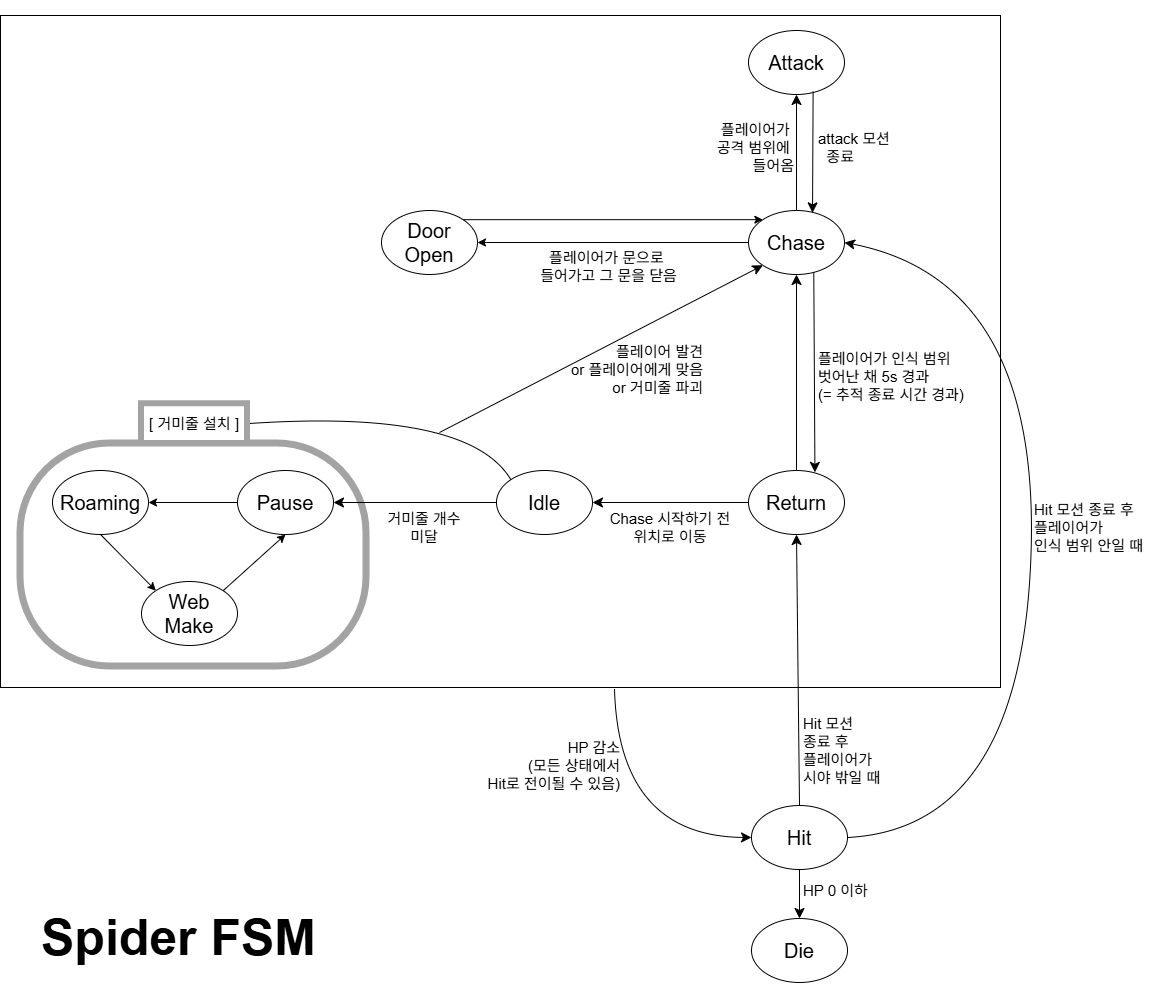 Attack
플레이어가
공격 범위에
들어옴
attack 모션
종료
Door
Open
Chase
플레이어가 문으로
들어가고 그 문을 닫음
플레이어 발견
or 플레이어에게 맞음
or 거미줄 파괴
플레이어가 인식 범위
벗어난 채 5s 경과
(= 추적 종료 시간 경과)
[ 거미줄 설치 ]
Roaming
Pause
Idle
Return
거미줄 개수
미달
Chase 시작하기 전
위치로 이동
Hit 모션 종료 후
플레이어가
인식 범위 안일 때
Web
Make
HP 감소
(모든 상태에서
Hit로 전이될 수 있음)
Hit 모션
종료 후
플레이어가
시야 밖일 때
Hit
HP 0 이하
Die
Spider FSM